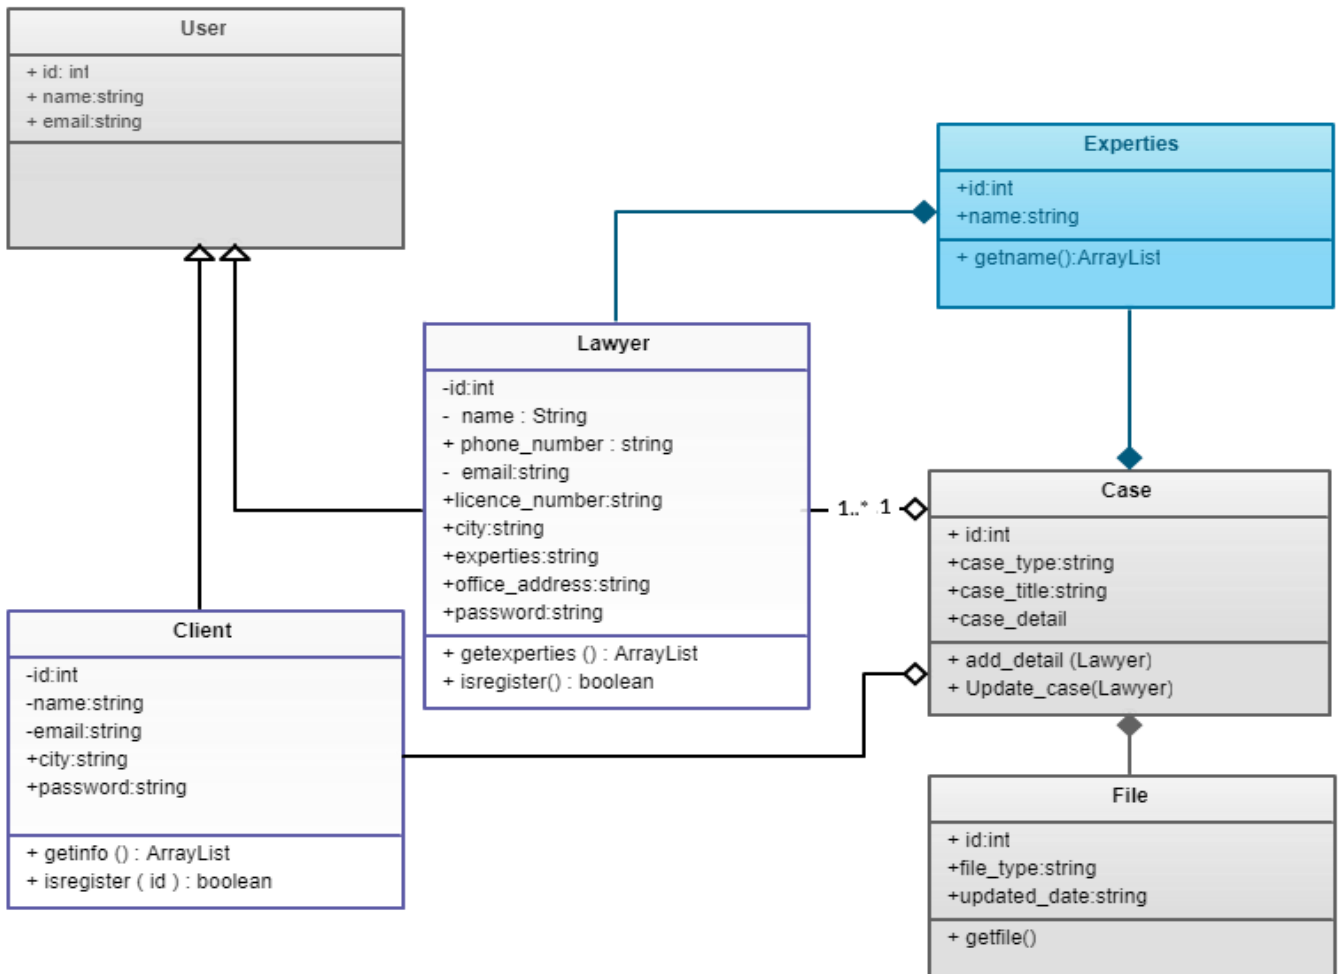 User
+ id: int
+ name:string
+ email:string
Experties
+id:int
+name:string
+ getname():ArrayList
Lawyer
-id:int
- name : String
+ phone_number : string
- email:string
+licence_number:string
+city:string
+experties:string
+office_address:string
+password:string
+ getexperties () : ArrayList
+ isregister() : boolean
1..* .1
Case
+ id:int
+case_type:string
+case_title:string
+case_detail
+ add_detail (Lawyer)
+ Update_case(Lawyer)
Client
-id:int
-name:string
-email:string
+city:string
+password:string
+ getinfo () : ArrayList
+ isregister ( id ) : boolean
File
+ id:int
+file_type:string
+updated_date:string
+ getfile()